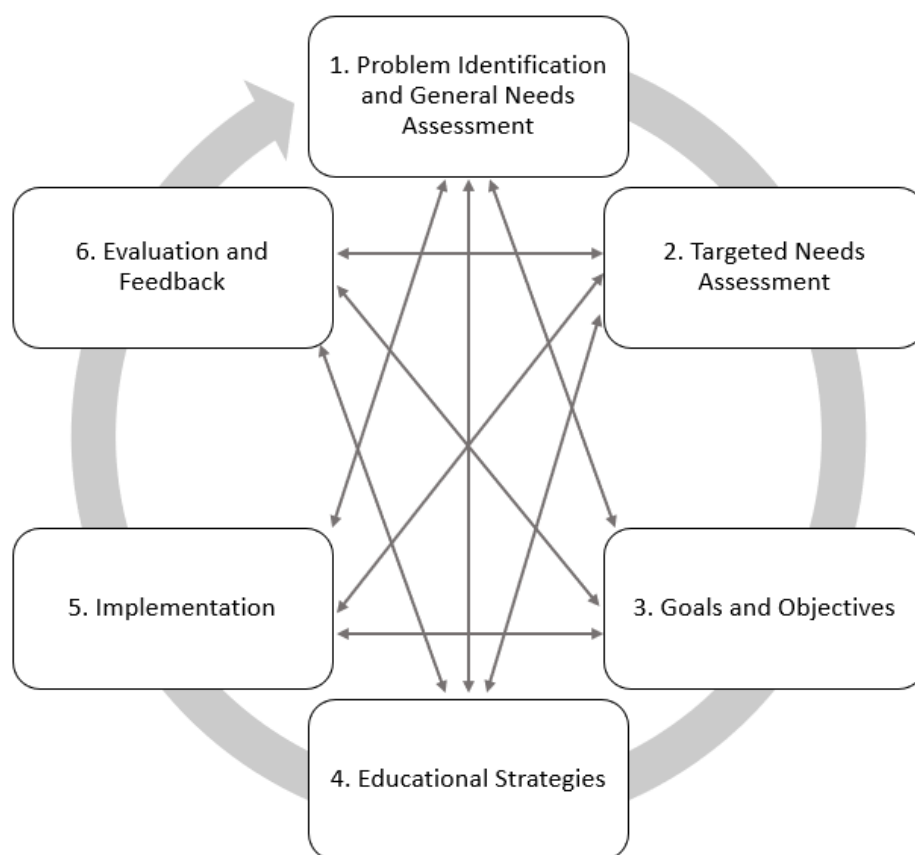 1. Problem Identification
and General Needs
Assessment
2. Targeted Needs
Assessment
3. Goals and Objectives
4. Educational Strategies
5. Implementation
6. Evaluation and
Feedback